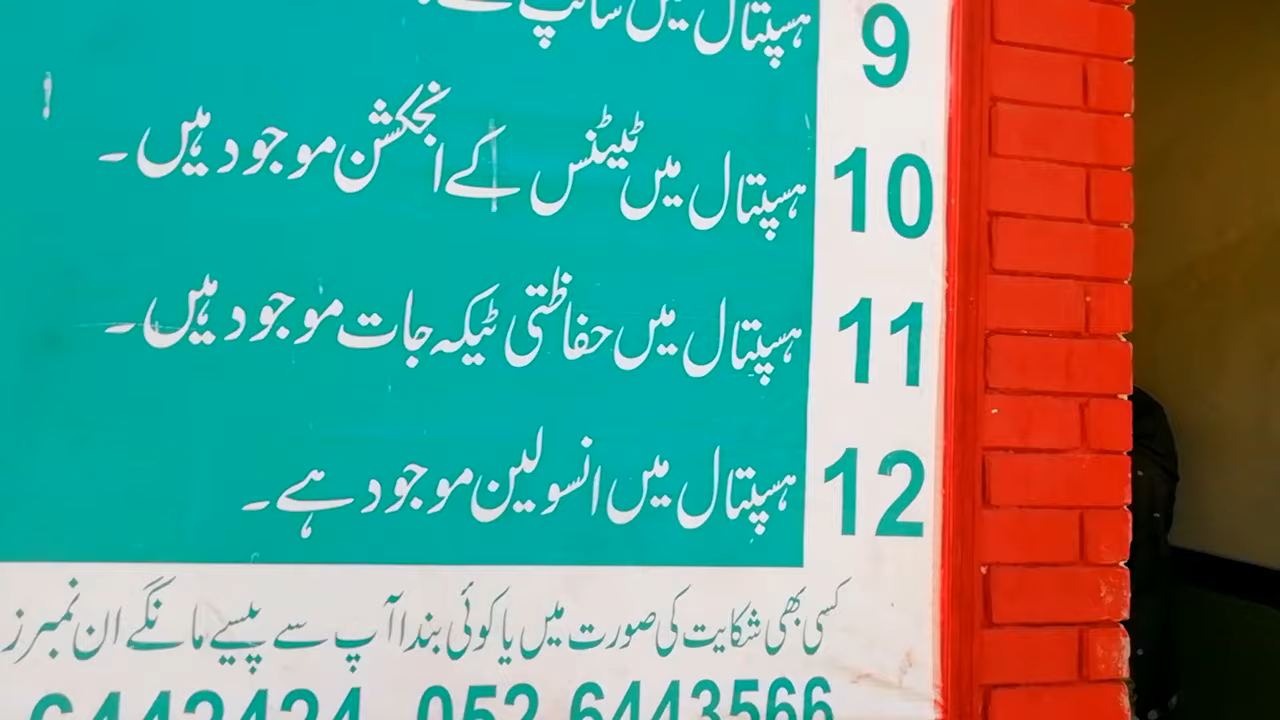 9 ہسپتال میں سانپ کے
10 ہسپتال میں ٹیٹنس کے انجکشن موجود ہیں۔
11 ہسپتال میں حفاظتی ٹیکہ جات موجود ہیں۔
12 ہسپتال میں انسولین موجود ہے۔
کسی بھی شکایت کی صورت میں یا کوئی بندا آپ سے پیسے مانگے ان نمبرز
052 6443566